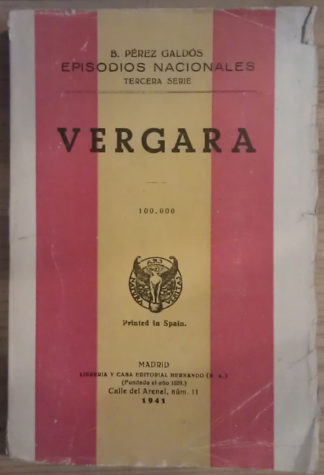 B. PÉREZ GALDÓS
EPISODIOS NACIONALES
TERCERA SERIE
VERGARA
100.000
Printed in Spain.
MADRID
LIBRERIA Y CASA EDITORIAL HERNANDO (S. A.)
(Fundada el año 1828.)
Calle del Arenal, núm. 11
1941